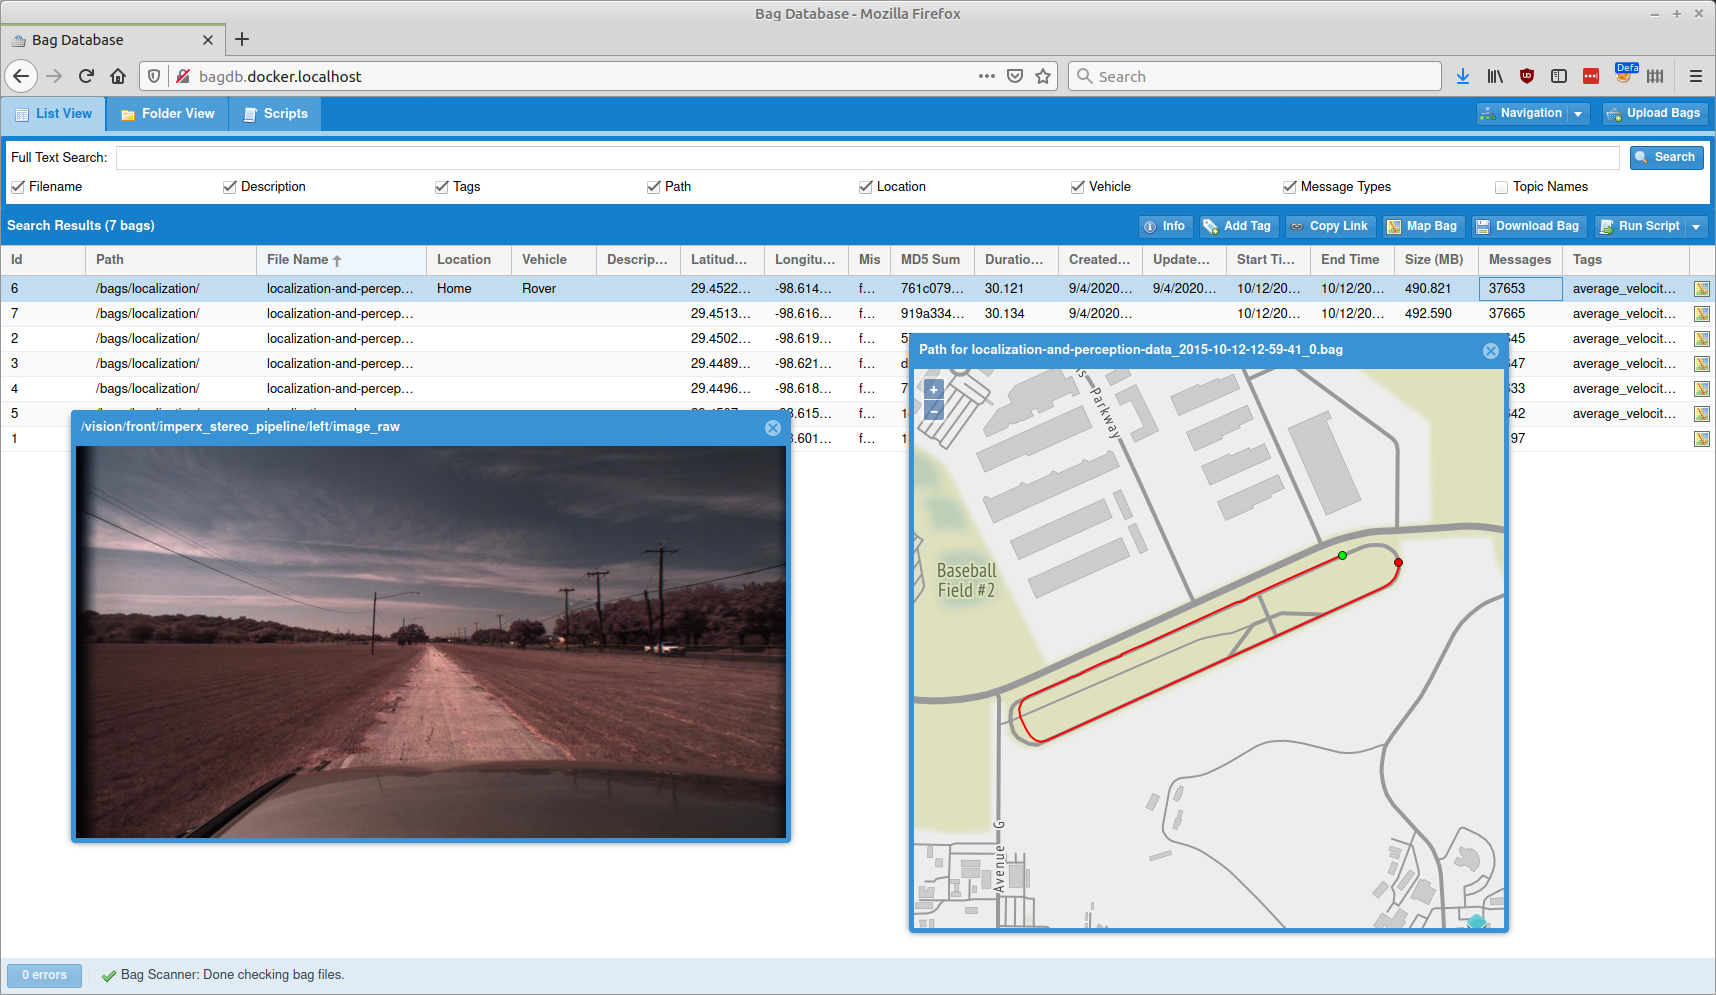 Bag Database - Mozilla Firefox
Bag Database
bagdb.docker.localhost
Search
Defa
List View Folder View Scripts Navigation Upload Bags
Full Text Search: Search
Filename Description Tags Path Location Vehicle Message Types Topic Names
Search Results (7 bags) Info Add Tag Copy Link Map Bag Download Bag Run Script
Id Path File Name Location Vehicle Descrip... Latitud... Longitu... Mis MD5 Sum Duratio... Created... Update... Start Ti... End Time Size (MB) Messages Tags
6 /bags/localization/ localization-and-percep... Home Rover 29.4522... -98.614... f... 761c079... 30.121 9/4/2020... 9/4/2020... 10/12/20... 10/12/20... 490.821 37653 average_velocit...
7 /bags/localization/ localization-and-percep... 29.4513... -98.616... f... 919a334... 30.134 9/4/2020... 10/12/20... 10/12/20... 492.590 37665 average_velocit...
2 /bags/localization/ localization-and-percep... 29.4502... -98.619... f... 645 average_velocit...
3 /bags/localization/ localization-and-percep... 29.4489... -98.621... f... d 647 average_velocit...
4 /bags/localization/ localization-and-percep... 29.4496... -98.618... f... 7 average_velocit...
5 .615... f... 1 average_velocit...
1 .601... f... 1 97
Path for localization-and-perception-data_2015-10-12-12-59-41_0.bag
+
−
Parkway
Baseball
Field #2
Avenue G
/vision/front/imperx_stereo_pipeline/left/image_raw
0 errors Bag Scanner: Done checking bag files.